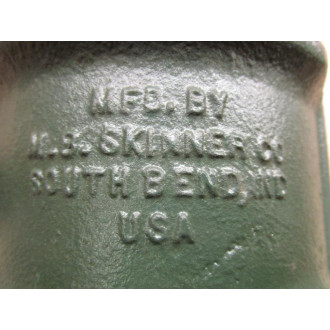 MFD. BY
M.B. SKINNER CO
SOUTH BEND, IND
USA